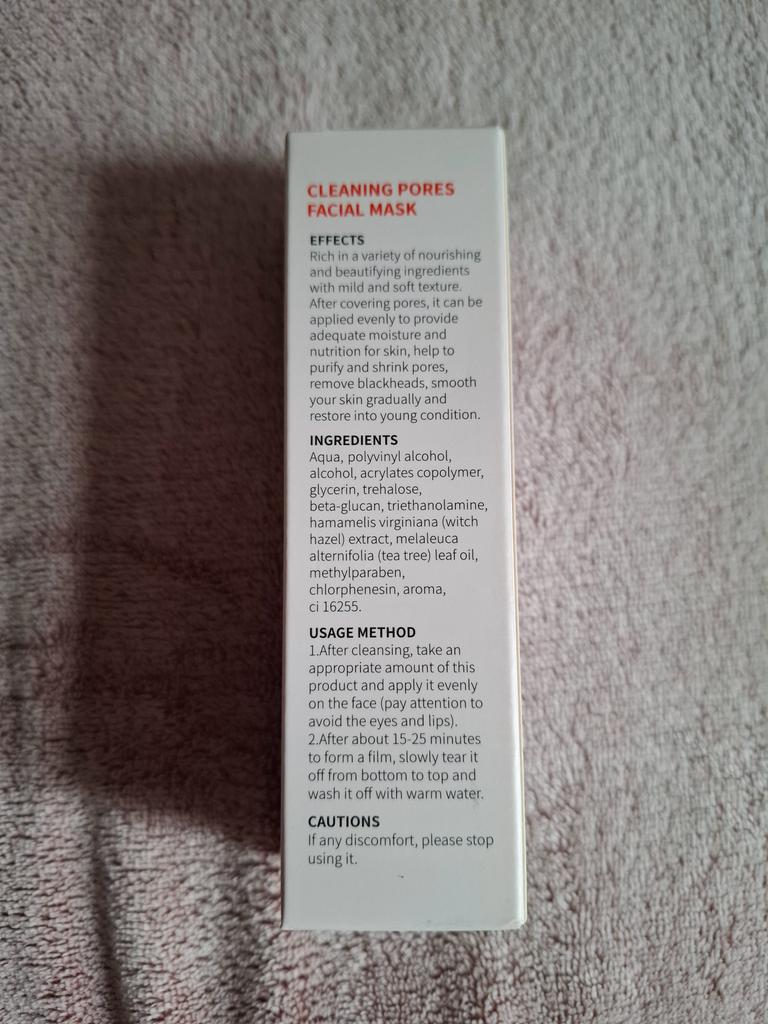 CLEANING PORES
FACIAL MASK
EFFECTS
Rich in a variety of nourishing
and beautifying ingredients
with mild and soft texture.
After covering pores, it can be
applied evenly to provide
adequate moisture and
nutrition for skin, help to
purify and shrink pores,
remove blackheads, smooth
your skin gradually and
restore into young condition.
INGREDIENTS
Aqua, polyvinyl alcohol,
alcohol, acrylates copolymer,
glycerin, trehalose,
beta-glucan, triethanolamine,
hamamelis virginiana (witch
hazel) extract, melaleuca
alternifolia (tea tree) leaf oil,
methylparaben,
chlorphenesin, aroma,
ci 16255.
USAGE METHOD
1.After cleansing, take an
appropriate amount of this
product and apply it evenly
on the face (pay attention to
avoid the eyes and lips).
2.After about 15-25 minutes
to form a film, slowly tear it
off from bottom to top and
wash it off with warm water.
CAUTIONS
If any discomfort, please stop
using it.